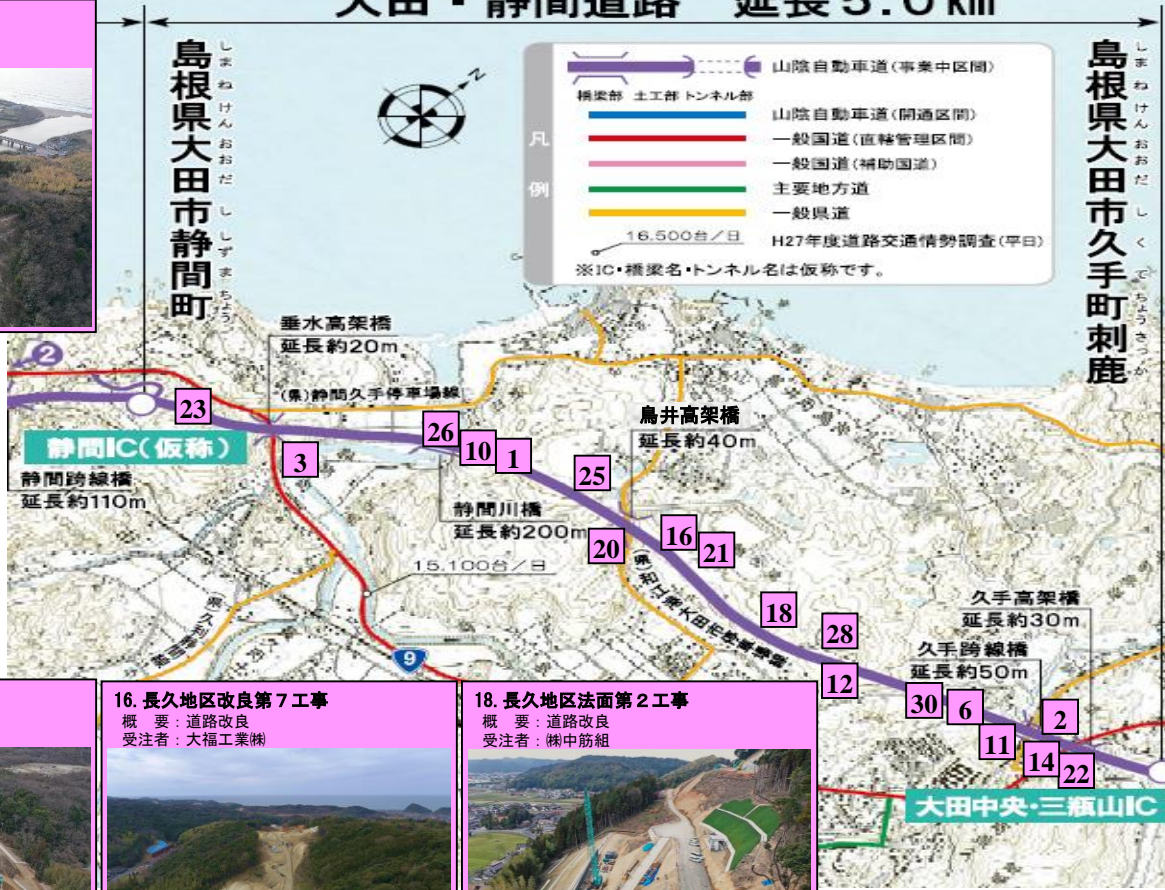 大田・静間道路 延長5.0km
島根県大田市静間町
しまねけんおおだししずまちょう
島根県大田市久手町刺鹿
しまねけんおおだしくてちょうさつか
凡例
山陰自動車道(事業中区間)
橋梁部 土工部 トンネル部
山陰自動車道(開通区間)
一般国道(直轄管理区間)
一般国道(補助国道)
主要地方道
一般県道
16,500台/日 H27年度道路交通情勢調査(平日)
※IC・橋梁名・トンネル名は仮称です。
N
垂水高架橋
延長約20m
2
(県)静間久手停車場線
23
26
10
1
3
静間IC(仮称)
静間跨線橋
延長約110m
鳥井高架橋
延長約40m
25
静間川橋
延長約200m
20
16
21
15,100台/日
18
28
12
久手高架橋
延長約30m
久手跨線橋
延長約50m
30
6
2
11
14
22
9
大田中央・三瓶山IC
16. 長久地区改良第7工事
概 要:道路改良
受注者:大福工業㈱
18. 長久地区法面第2工事
概 要:道路改良
受注者:㈱中筋組